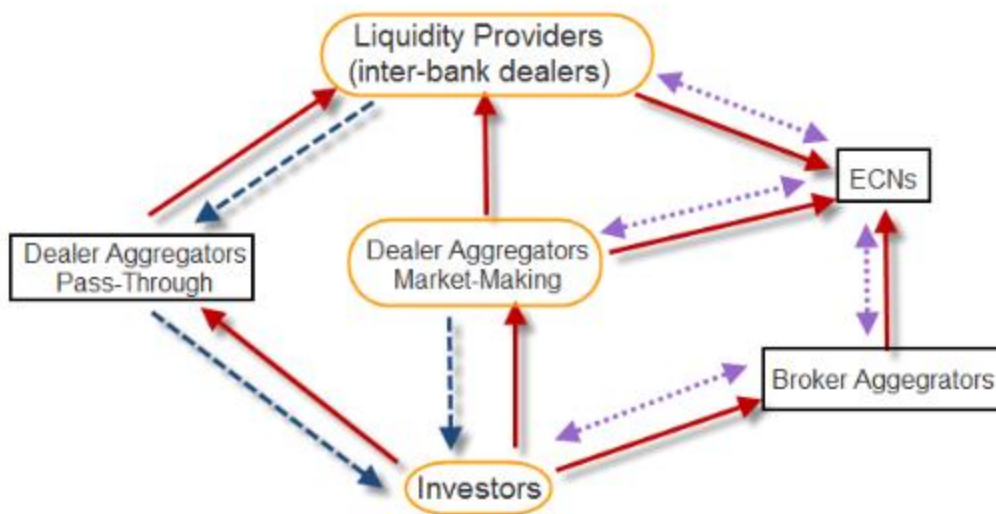 Liquidity Providers
(inter-bank dealers)
ECNs
Dealer Aggregators
Pass-Through
Dealer Aggregators
Market-Making
Broker Aggegrators
Investors